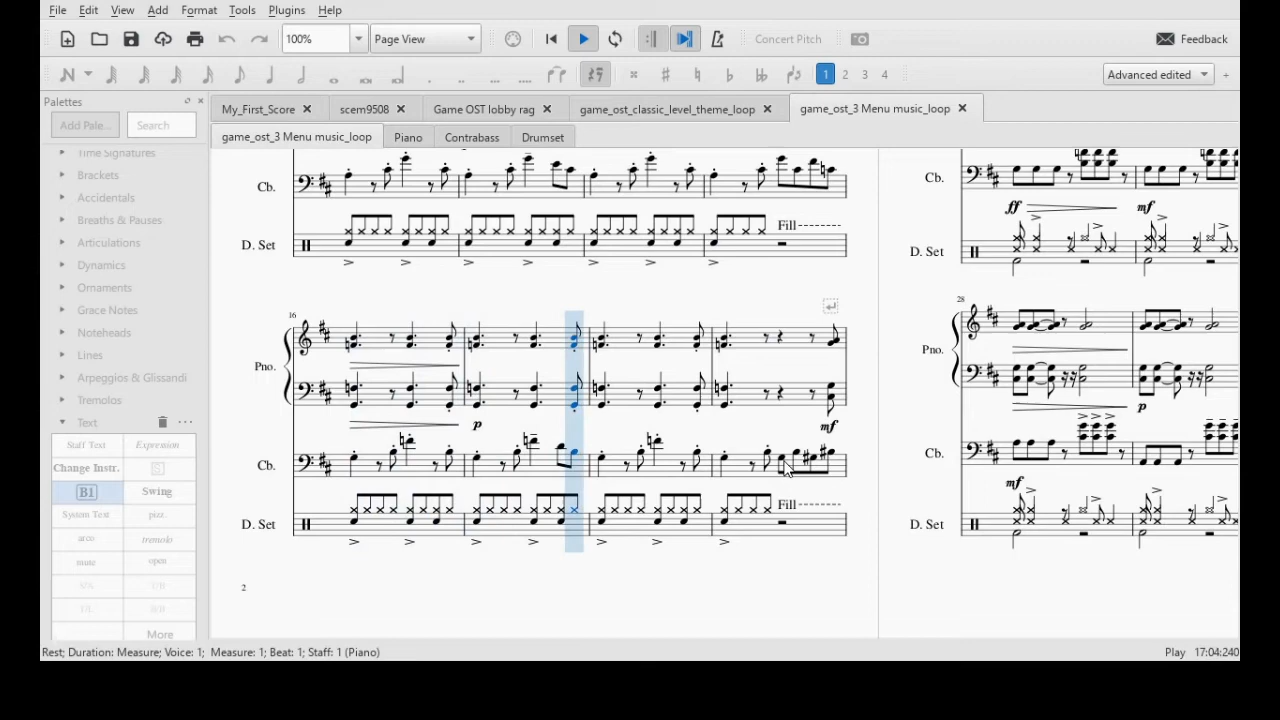 File Edit View Add Format Tools Plugins Help
100% Page View Concert Pitch Feedback
1 2 3 4 Advanced edited +
Palettes
My_First_Score scem9508 Game OST lobby rag game_ost_classic_level_theme_loop game_ost_3 Menu music_loop
Add Pale... Search
game_ost_3 Menu music_loop Piano Contrabass Drumset
Time Signatures
Brackets
Accidentals
Breaths & Pauses
Articulations
Dynamics
Ornaments
Grace Notes
Noteheads
Lines
Arpeggios & Glissandi
Tremolos
Text ...
Staff Text Expression
Change Instr. S
B1 Swing
System Text pizz.
arco tremolo
mute open
More
Cb.
D. Set Fill
16
Pno.
p mf
Cb.
D. Set Fill
2
Cb.
ff mf
D. Set
28
Pno.
p
Cb.
mf
D. Set
Rest; Duration: Measure; Voice: 1; Measure: 1; Beat: 1; Staff: 1 (Piano) Play 17:04:240